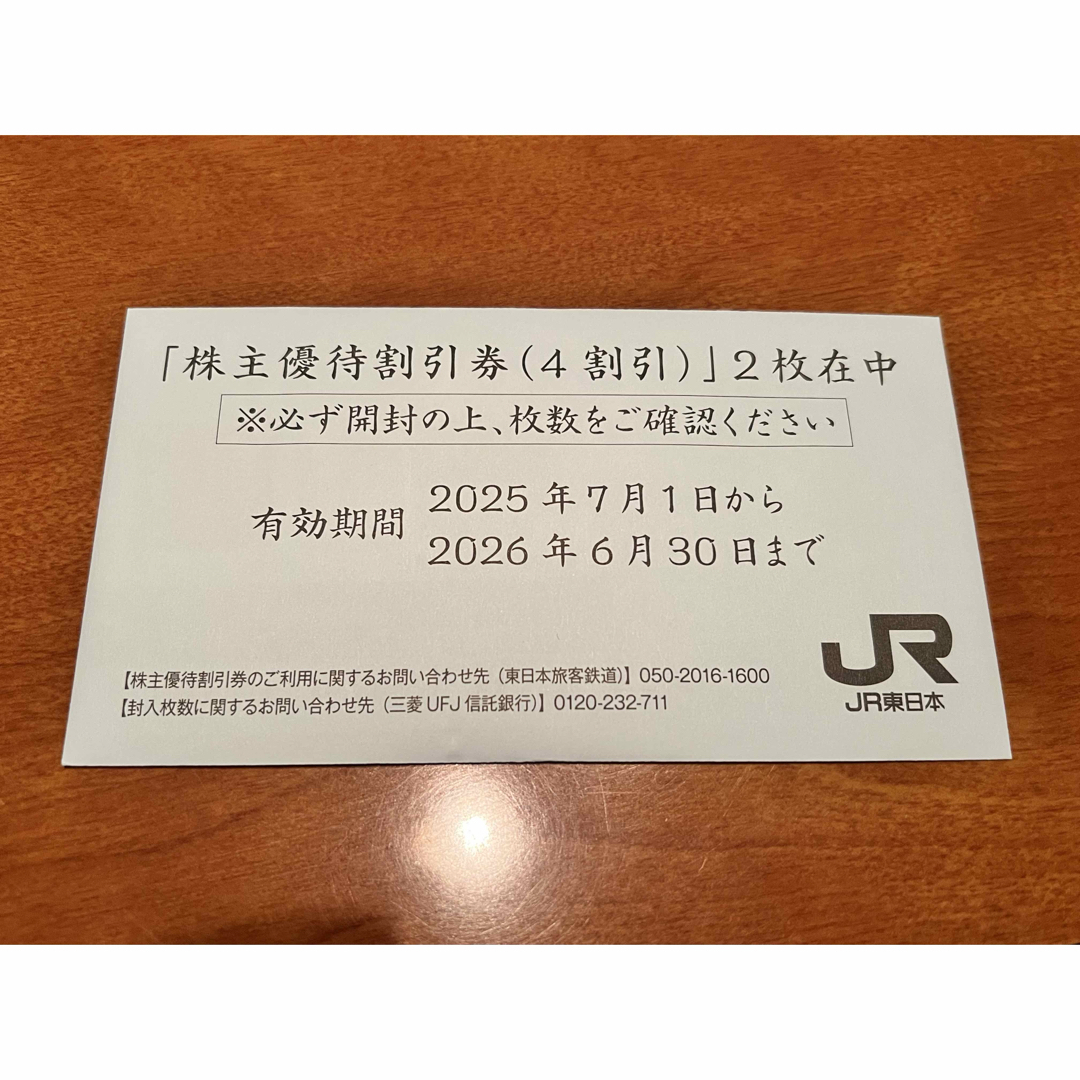 「株主優待割引券(4割引)」2枚在中
※必ず開封の上、枚数をご確認ください
有効期間
2025年7月1日から
2026年6月30日まで
【株主優待割引券のご利用に関するお問い合わせ先(東日本旅客鉄道)】050-2016-1600
【封入枚数に関するお問い合わせ先(三菱UFJ信託銀行)】0120-232-711
JR
JR東日本